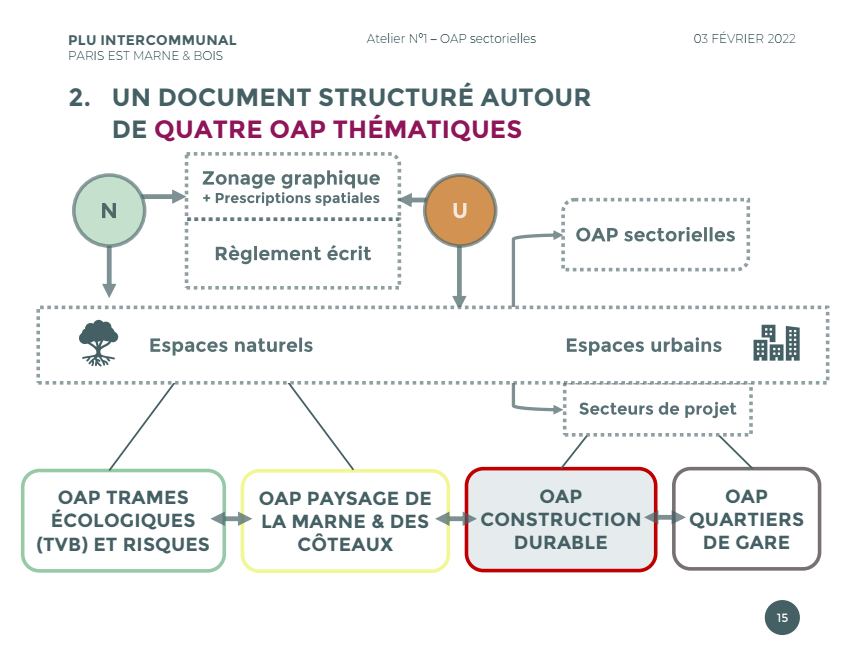 PLU INTERCOMMUNAL
PARIS EST MARNE & BOIS
Atelier N°1 – OAP sectorielles
03 FÉVRIER 2022
2. UN DOCUMENT STRUCTURÉ AUTOUR
DE QUATRE OAP THÉMATIQUES
N
Zonage graphique
+ Prescriptions spatiales
U
Règlement écrit
OAP sectorielles
Espaces naturels
Espaces urbains
Secteurs de projet
OAP TRAMES
ÉCOLOGIQUES
(TVB) ET RISQUES
OAP PAYSAGE DE
LA MARNE & DES
CÔTEAUX
OAP
CONSTRUCTION
DURABLE
OAP
QUARTIERS
DE GARE
15